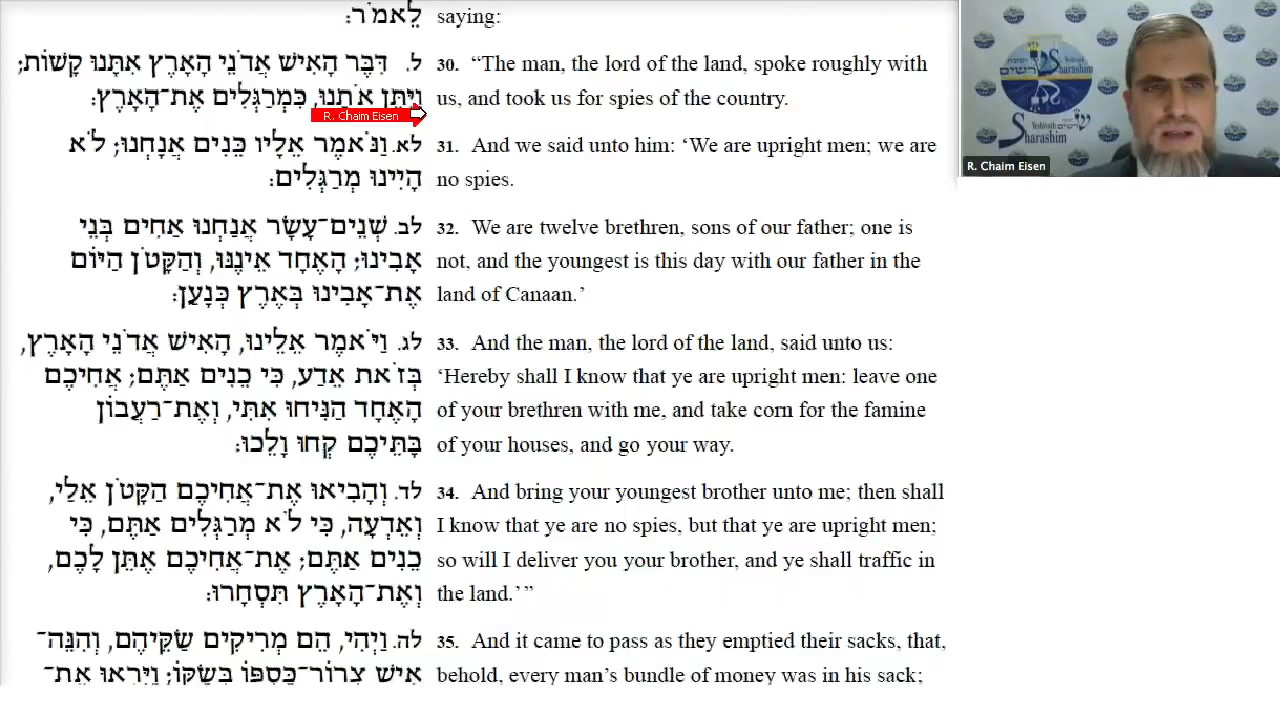 לֵאמֹר:
saying:
ל. דִּבֶּר הָאִישׁ אֲדֹנֵי הָאָרֶץ אִתָּנוּ קָשׁוֹת;
וַיִּתֵּן אֹתָנוּ, כִּמְרַגְּלִים אֶת־הָאָרֶץ:
30. “The man, the lord of the land, spoke roughly with
us, and took us for spies of the country.
R. Chaim Eisen
לא. וַנֹּאמֶר אֵלָיו כֵּנִים אֲנָחְנוּ; לֹא
הָיִינוּ מְרַגְּלִים:
31. And we said unto him: ‘We are upright men; we are
no spies.
לב. שְׁנֵים־עָשָׂר אֲנַחְנוּ אַחִים בְּנֵי
אָבִינוּ; הָאֶחָד אֵינֶנּוּ, וְהַקָּטֹן הַיּוֹם
אֶת־אָבִינוּ בְּאֶרֶץ כְּנָעַן:
32. We are twelve brethren, sons of our father; one is
not, and the youngest is this day with our father in the
land of Canaan.’
לג. וַיֹּאמֶר אֵלֵינוּ, הָאִישׁ אֲדֹנֵי הָאָרֶץ,
בְּזֹאת אֵדַע, כִּי כֵנִים אַתֶּם; אֲחִיכֶם
הָאֶחָד הַנִּיחוּ אִתִּי, וְאֶת־רַעֲבוֹן
בָּתֵּיכֶם קְחוּ וָלֵכוּ:
33. And the man, the lord of the land, said unto us:
‘Hereby shall I know that ye are upright men: leave one
of your brethren with me, and take corn for the famine
of your houses, and go your way.
לד. וְהָבִיאוּ אֶת־אֲחִיכֶם הַקָּטֹן אֵלַי,
וְאֵדְעָה, כִּי לֹא מְרַגְּלִים אַתֶּם, כִּי
כֵנִים אַתֶּם; אֶת־אֲחִיכֶם אֶתֵּן לָכֶם,
וְאֶת־הָאָרֶץ תִּסְחָרוּ:
34. And bring your youngest brother unto me; then shall
I know that ye are no spies, but that ye are upright men;
so will I deliver you your brother, and ye shall traffic in
the land.’ ”
לה. וַיְהִי, הֵם מְרִיקִים שַׂקֵּיהֶם, וְהִנֵּה־
אִישׁ צְרוֹר־כַּסְפּוֹ בְּשַׂקּוֹ; וַיִּרְאוּ אֶת־
35. And it came to pass as they emptied their sacks, that,
behold, every man’s bundle of money was in his sack;
שרשים
Sharashim
Yeshivath
שרשים
Sharashim
R. Chaim Eisen